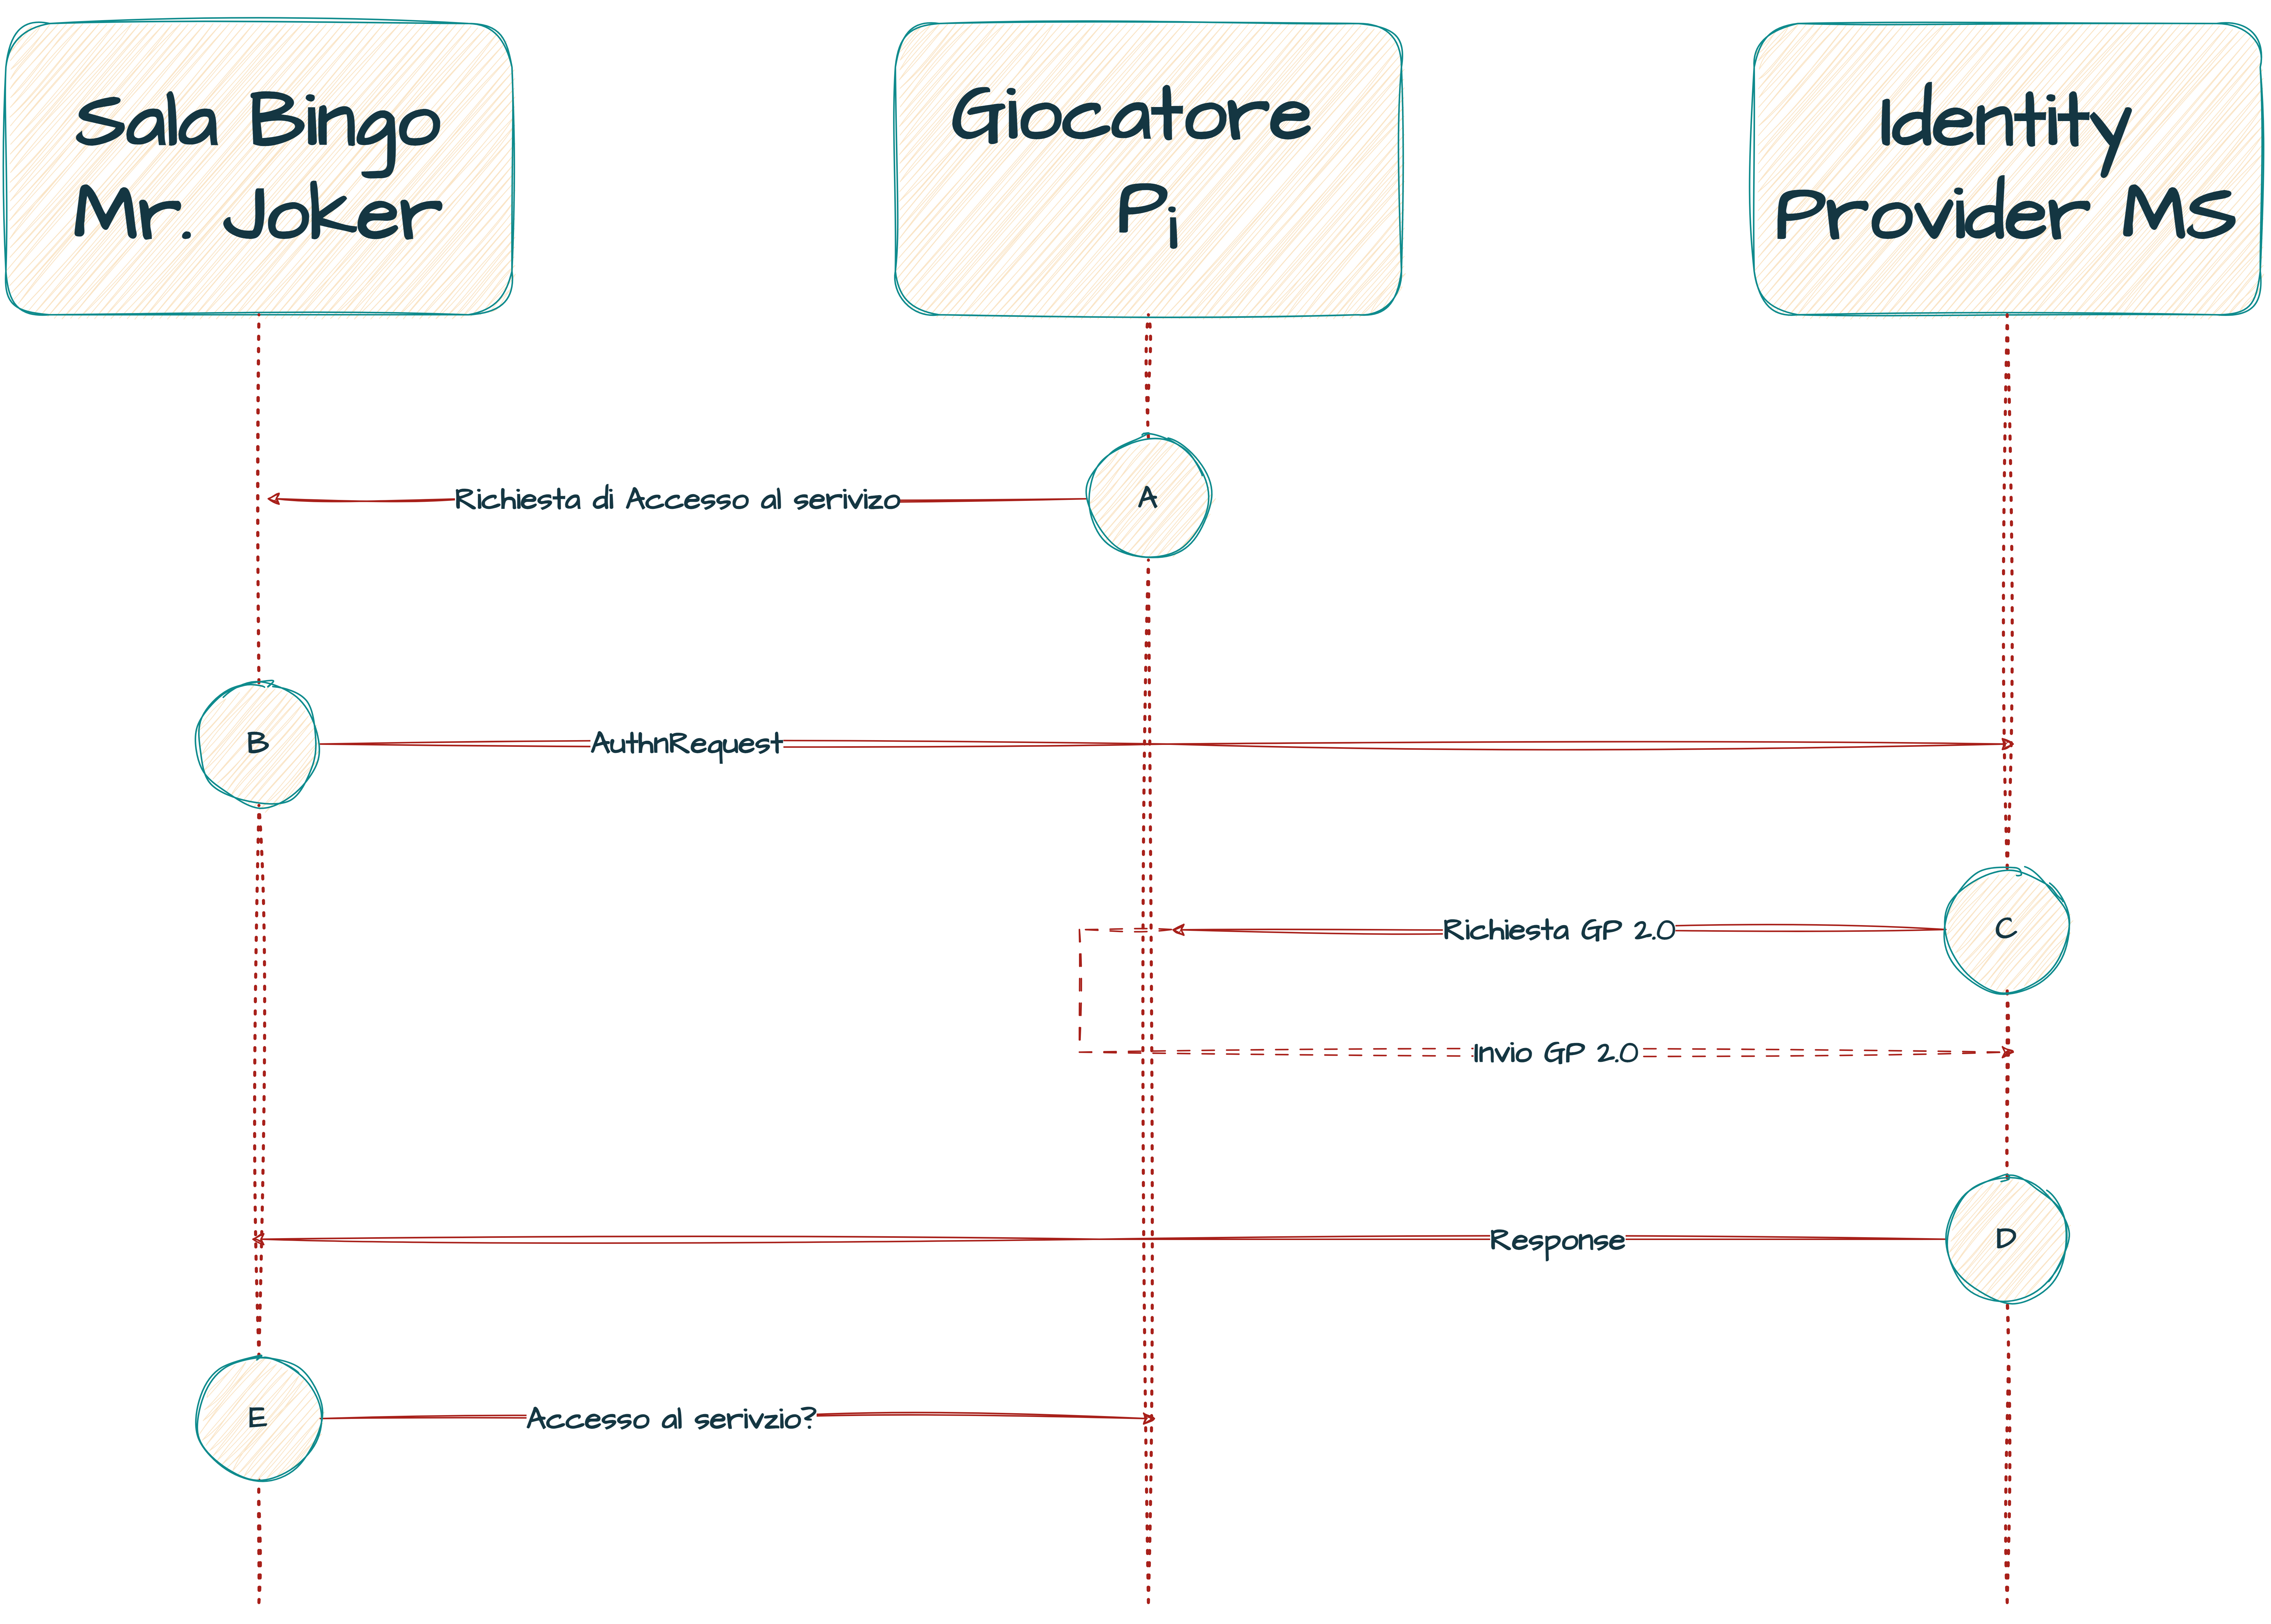 Sala Bingo
Mr. Joker
Giocatore
Pi
Identity
Provider MS
A
Richiesta di Accesso al serivizo
B
AuthnRequest
C
Richiesta GP 2.0
Invio GP 2.0
D
Response
E
Accesso al serivzio?